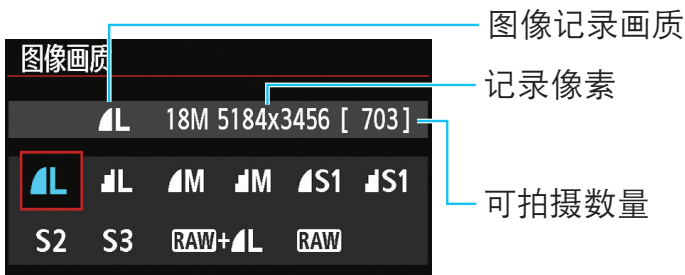 图像记录画质
图像画质
记录像素
L 18M 5184x3456 [ 703]
L L M M S1 S1
可拍摄数量
S2 S3 RAW+L RAW